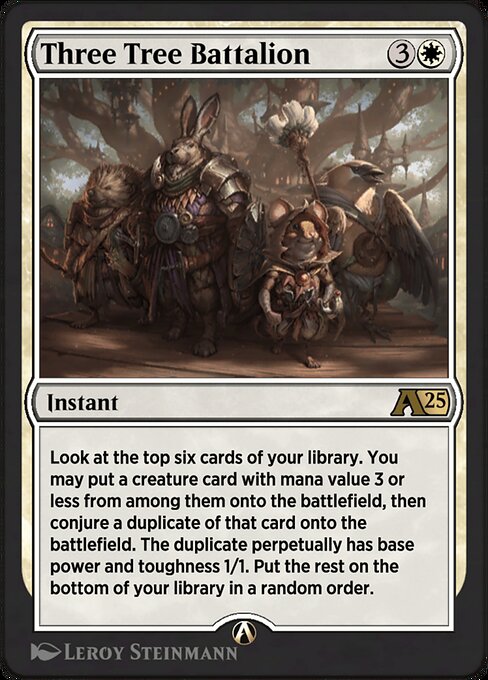 Three Tree Battalion 3
Instant A25
Look at the top six cards of your library. You
may put a creature card with mana value 3 or
less from among them onto the battlefield, then
conjure a duplicate of that card onto the
battlefield. The duplicate perpetually has base
power and toughness 1/1. Put the rest on the
bottom of your library in a random order.
Leroy Steinmann